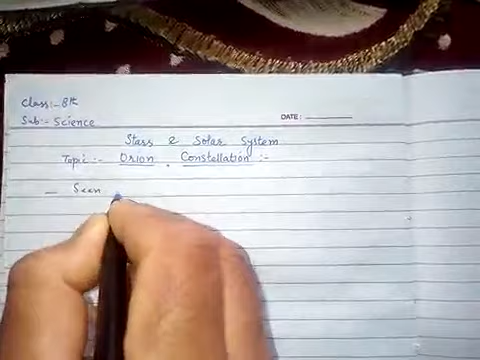 Class:- 8th
Sub:- Science
DATE :
Stars & Solar System
Topic :- Orion Constellation :-
— Seen